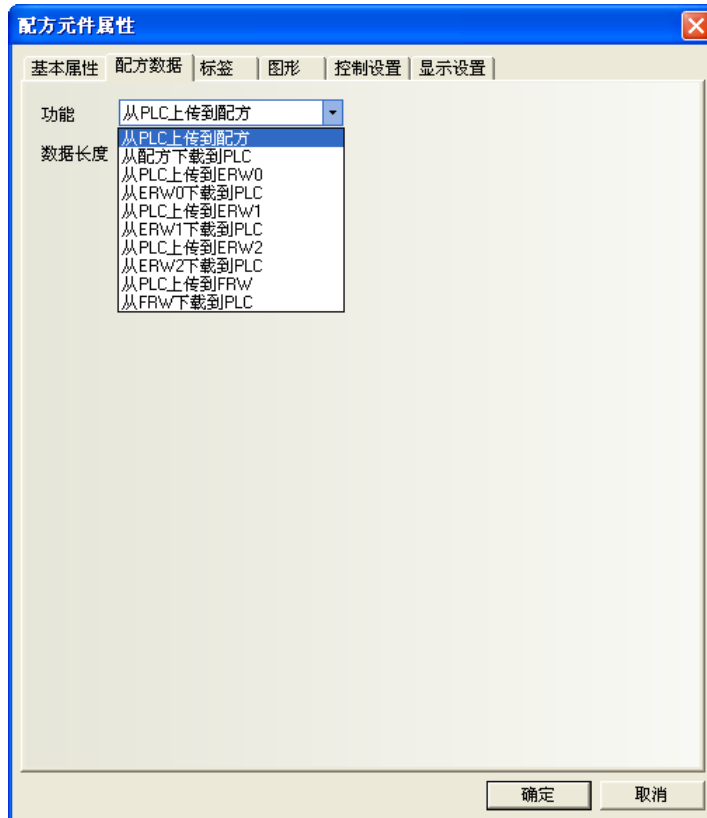 配方元件属性
基本属性 配方数据 标签 图形 控制设置 显示设置
功能 从PLC上传到配方
数据长度
从PLC上传到配方
从配方下载到PLC
从PLC上传到ERW0
从ERW0下载到PLC
从PLC上传到ERW1
从ERW1下载到PLC
从PLC上传到ERW2
从ERW2下载到PLC
从PLC上传到FRW
从FRW下载到PLC
确定 取消